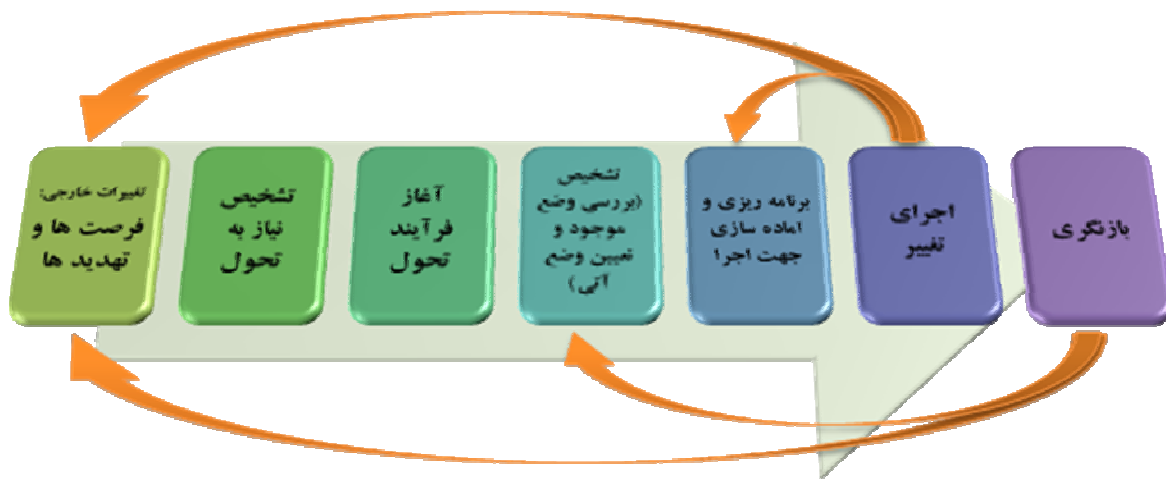 تغییرات خارجی:
فرصت ها و
تهدید ها
تشخیص
نیاز به
تحول
آغاز
فرآیند
تحول
تشخیص
(بررسی وضع
موجود و
تعیین وضع
آتی)
برنامه ریزی و
آماده سازی
جهت اجرا
اجرای
تغییر
بازنگری